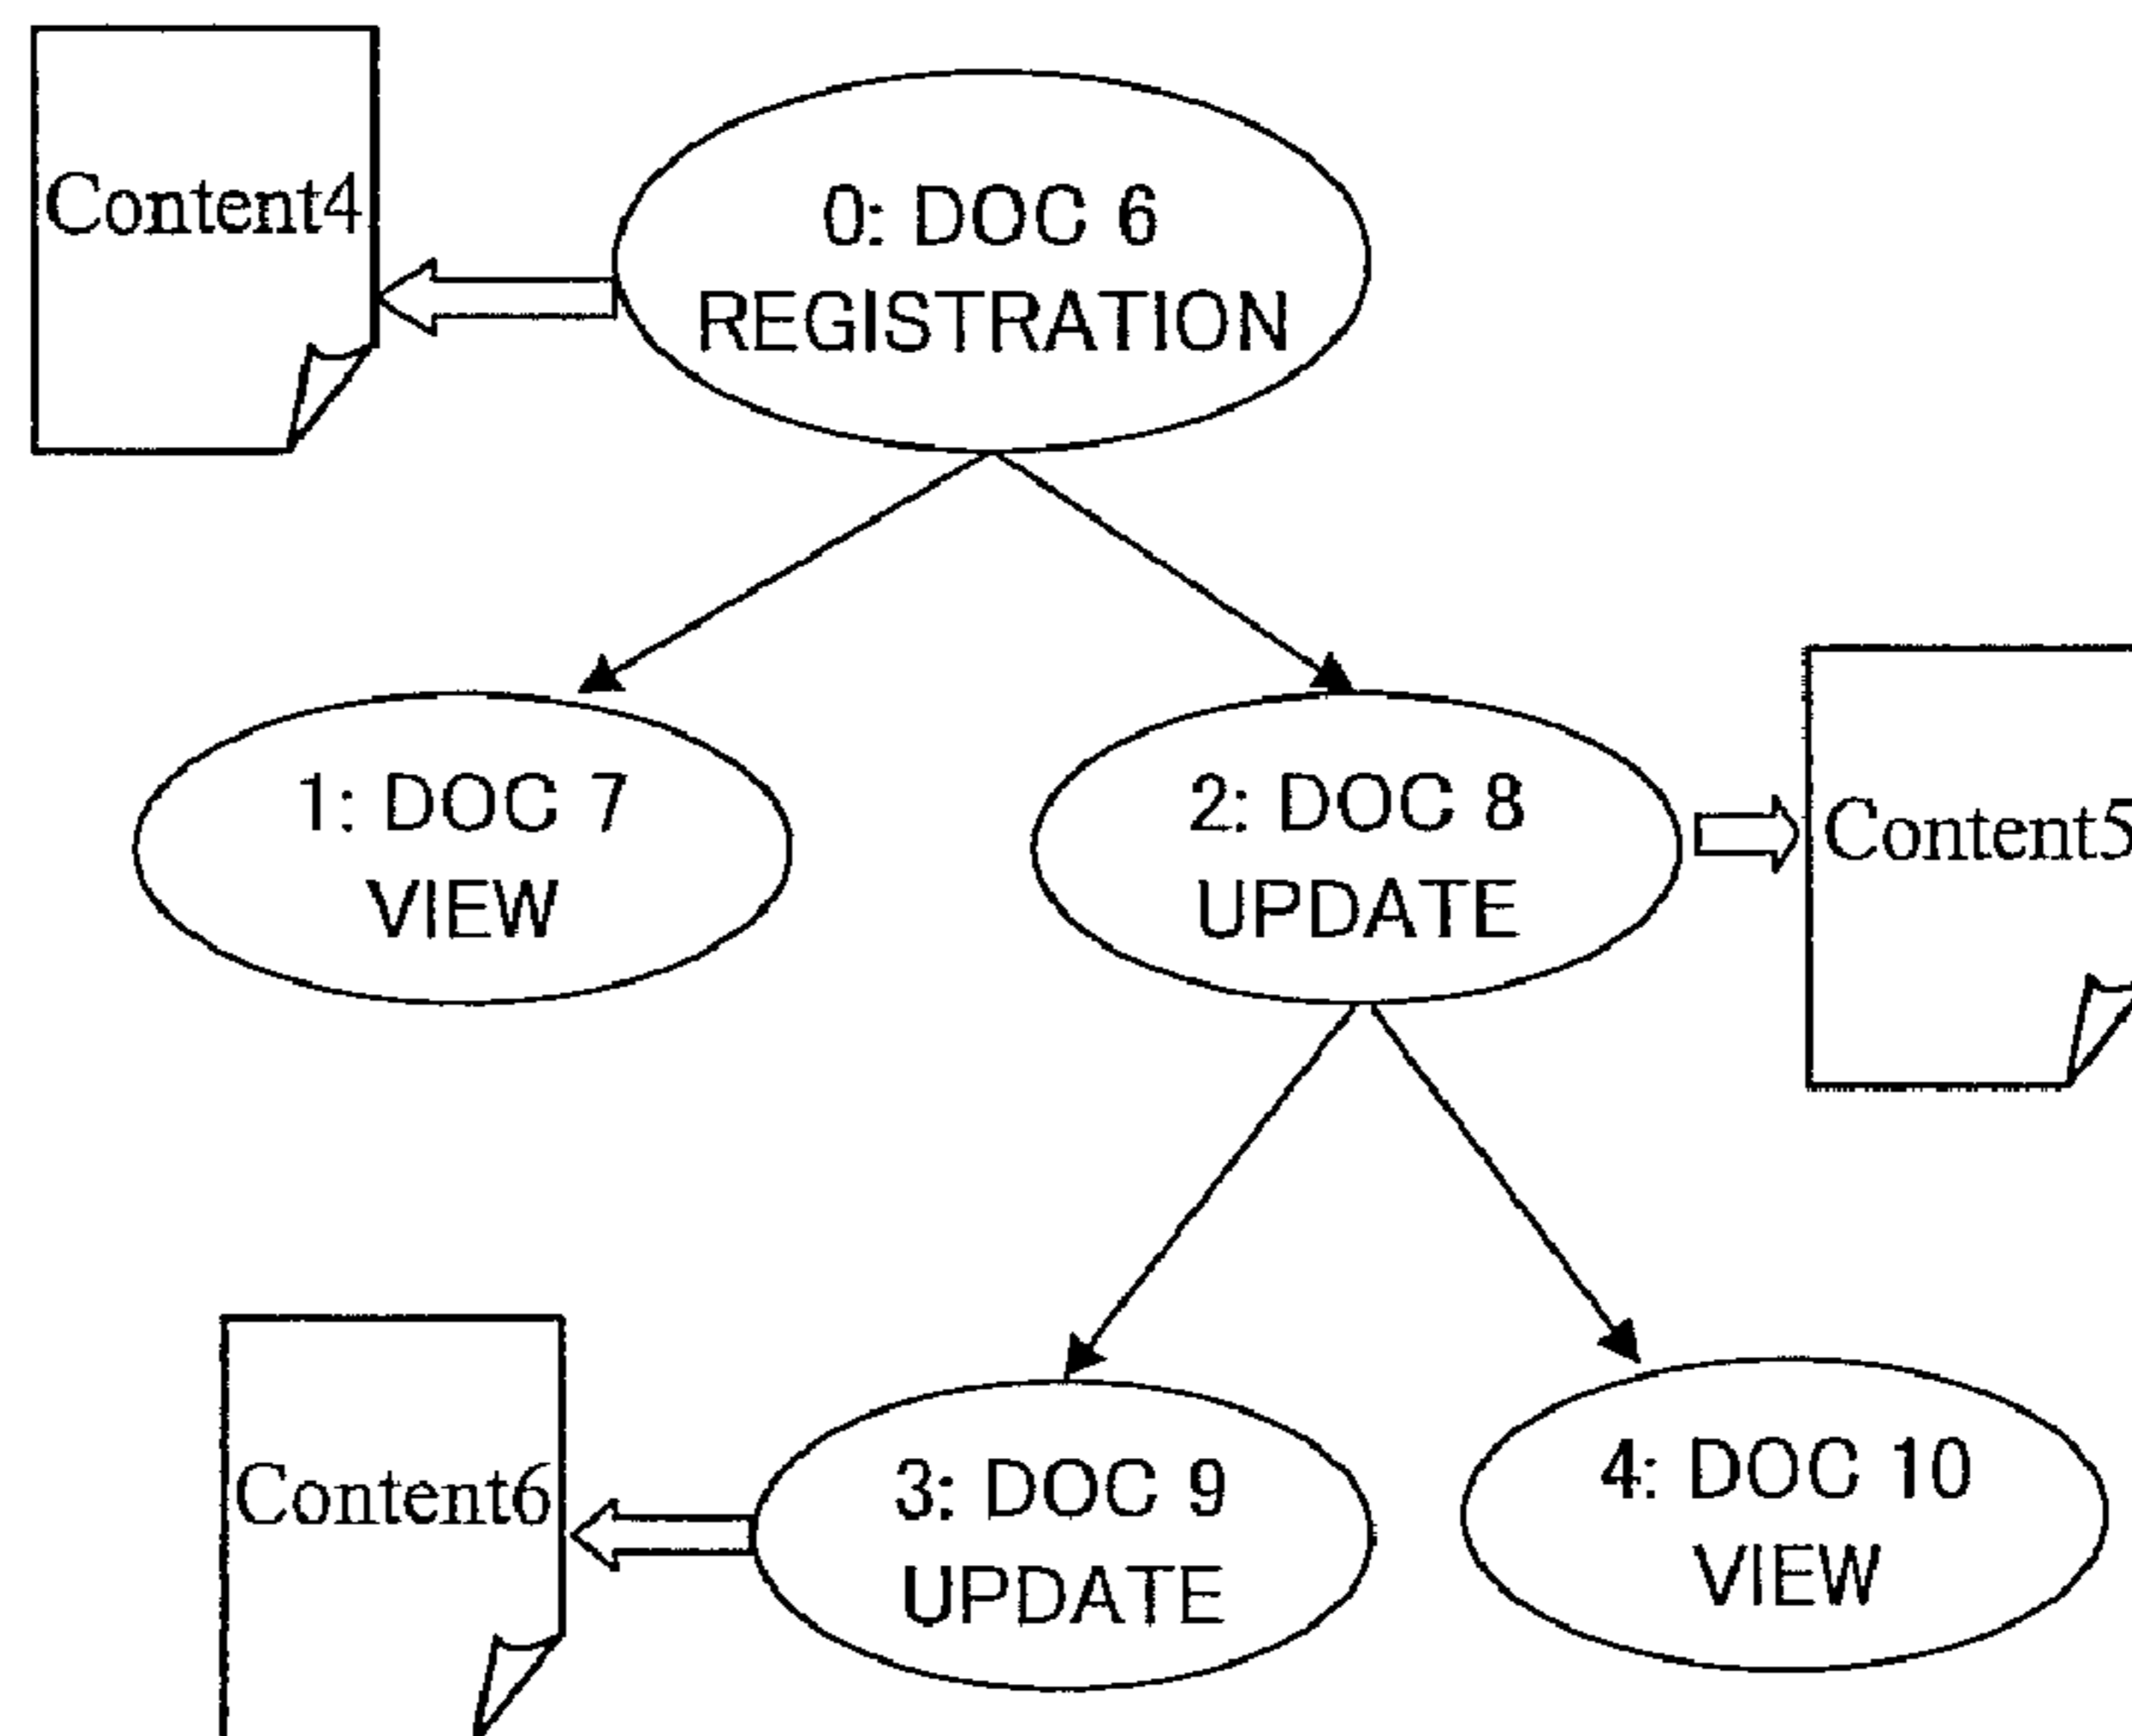 Content4
0: DOC 6
REGISTRATION
1: DOC 7
VIEW
2: DOC 8
UPDATE
Content5
Content6
3: DOC 9
UPDATE
4: DOC 10
VIEW